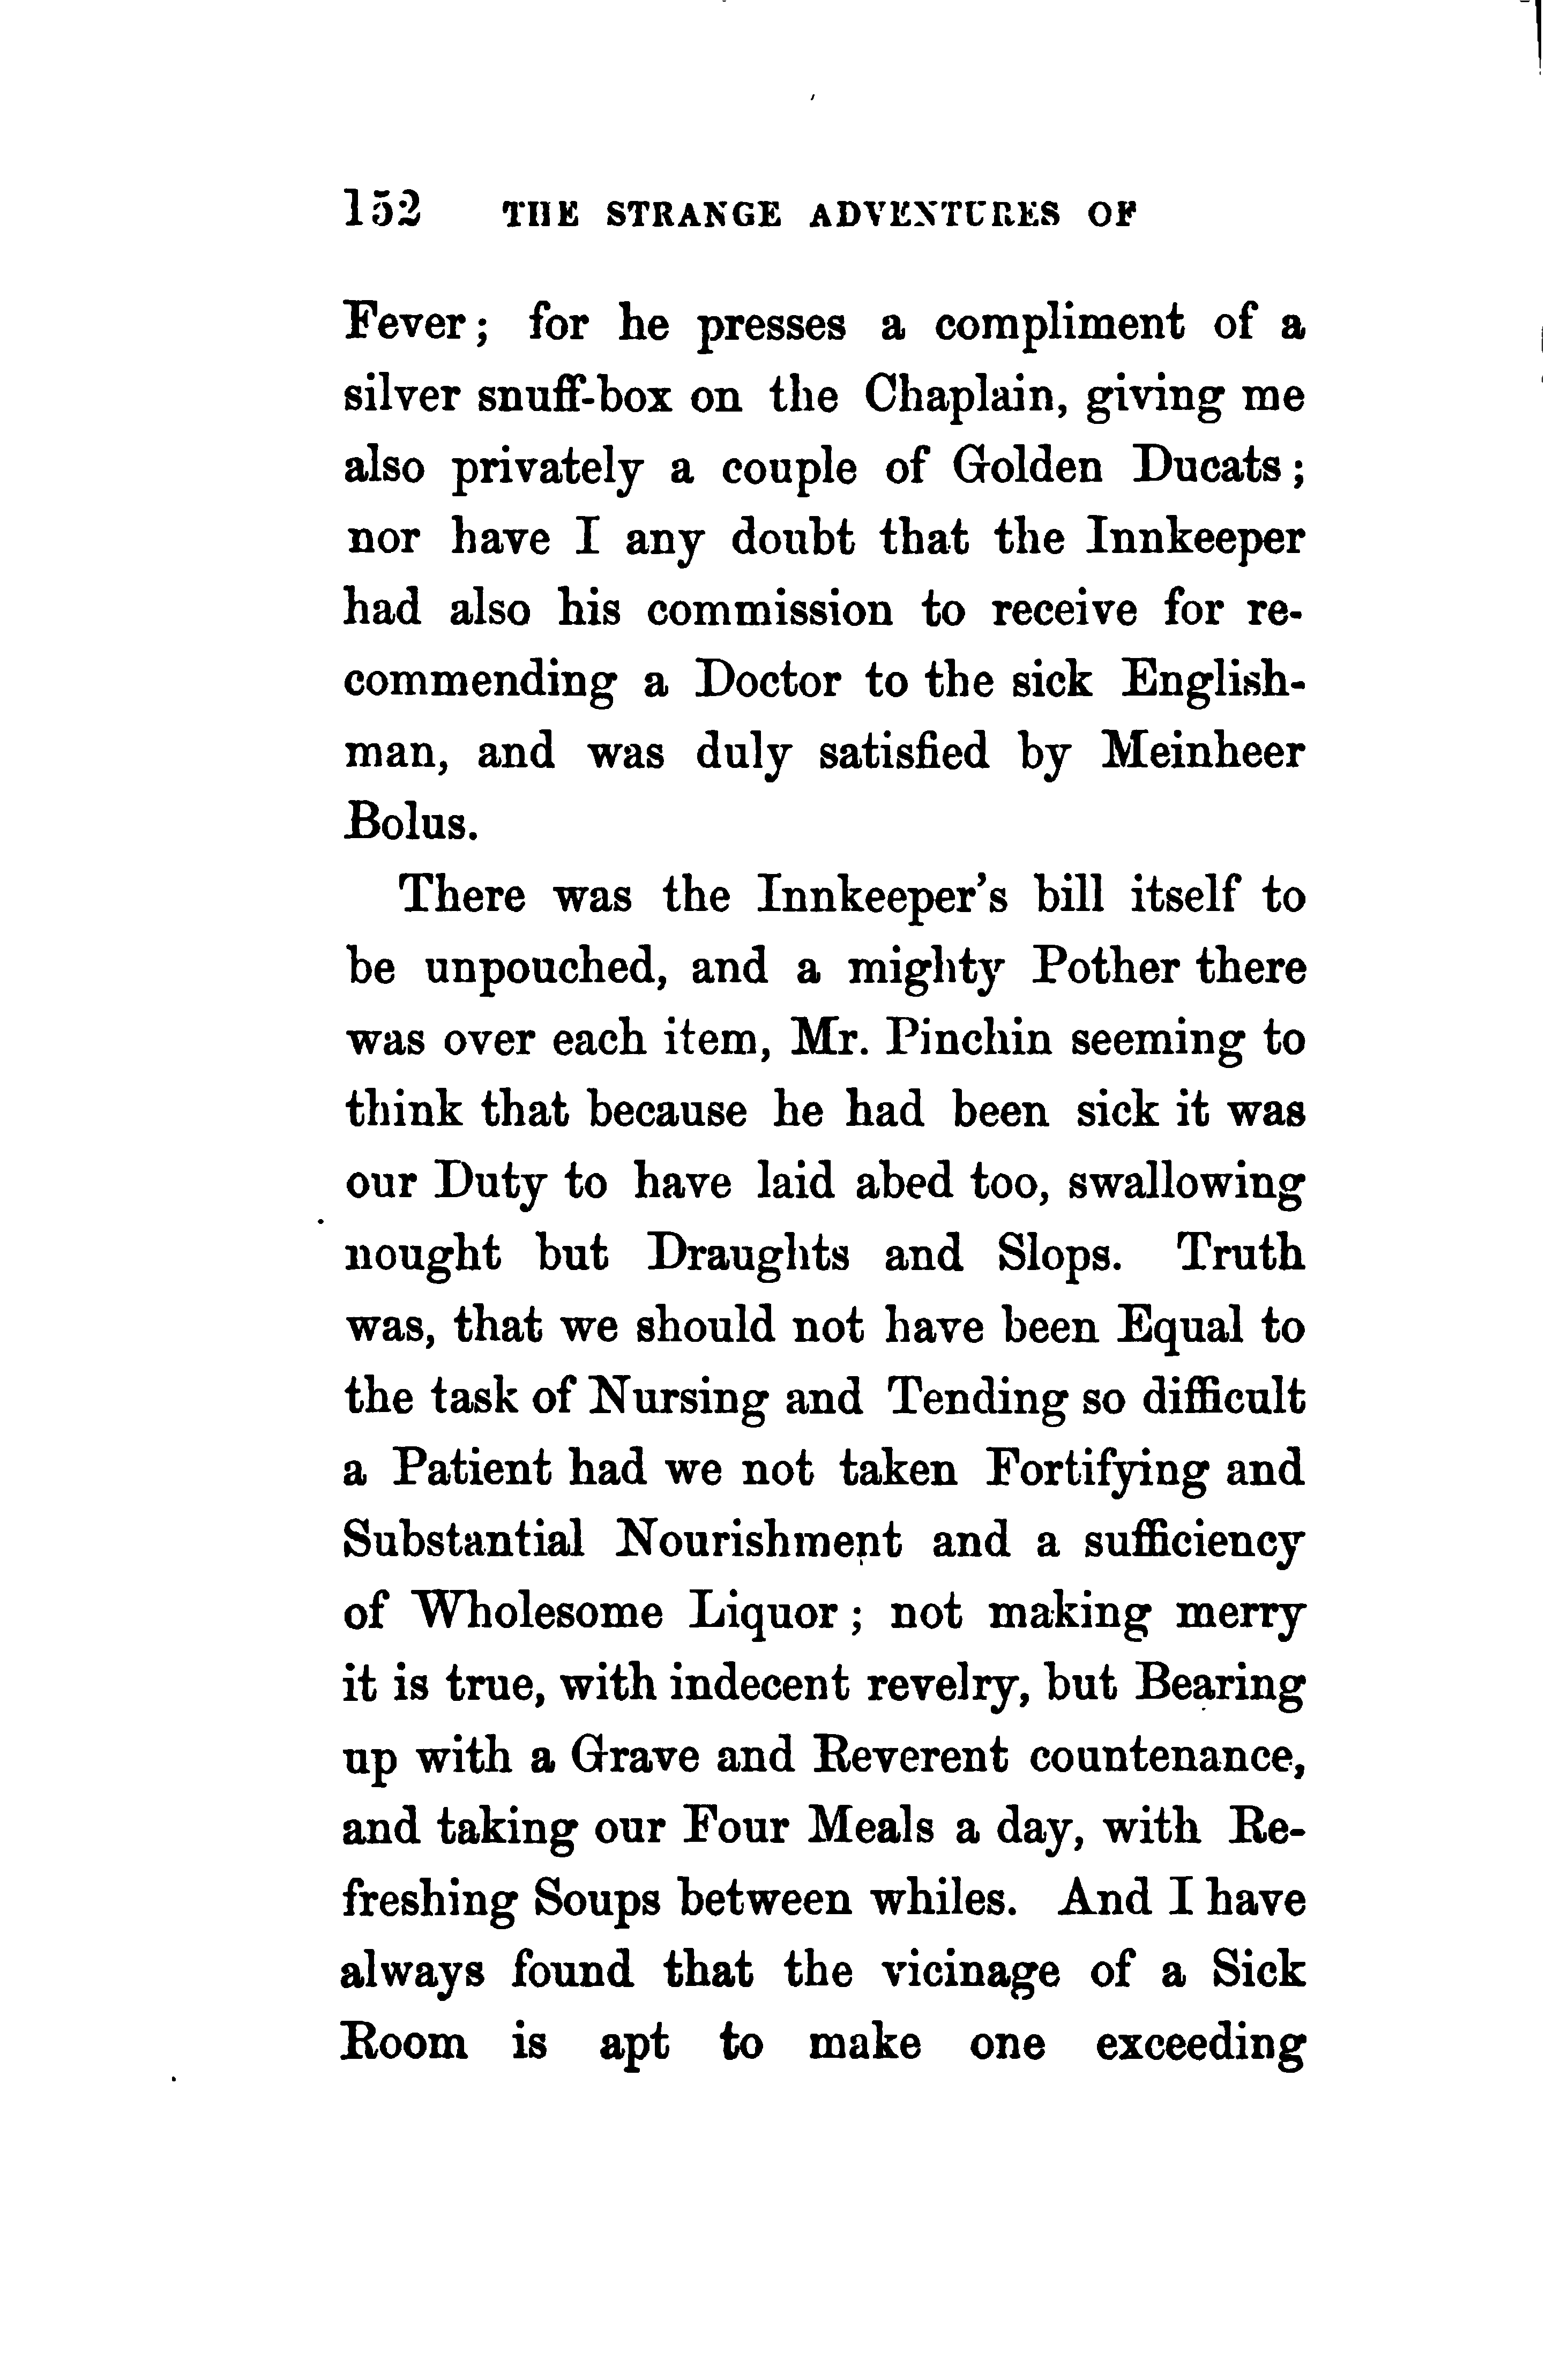 152 THE STRANGE ADVENTURES OF
Fever; for he presses a compliment of a
silver snuff-box on the Chaplain, giving me
also privately a couple of Golden Ducats;
nor have I any doubt that the Innkeeper
had also his commission to receive for re-
commending a Doctor to the sick English-
man, and was duly satisfied by Meinheer
Bolus.
There was the Innkeeper's bill itself to
be unpouched, and a mighty Pother there
was over each item, Mr. Pinchin seeming to
think that because he had been sick it was
our Duty to have laid abed too, swallowing
nought but Draughts and Slops. Truth
was, that we should not have been Equal to
the task of Nursing and Tending so difficult
a Patient had we not taken Fortifying and
Substantial Nourishment and a sufficiency
of Wholesome Liquor; not making merry
it is true, with indecent revelry, but Bearing
up with a Grave and Reverent countenance,
and taking our Four Meals a day, with Re-
freshing Soups between whiles. And I have
always found that the vicinage of a Sick
Room is apt to make one exceeding